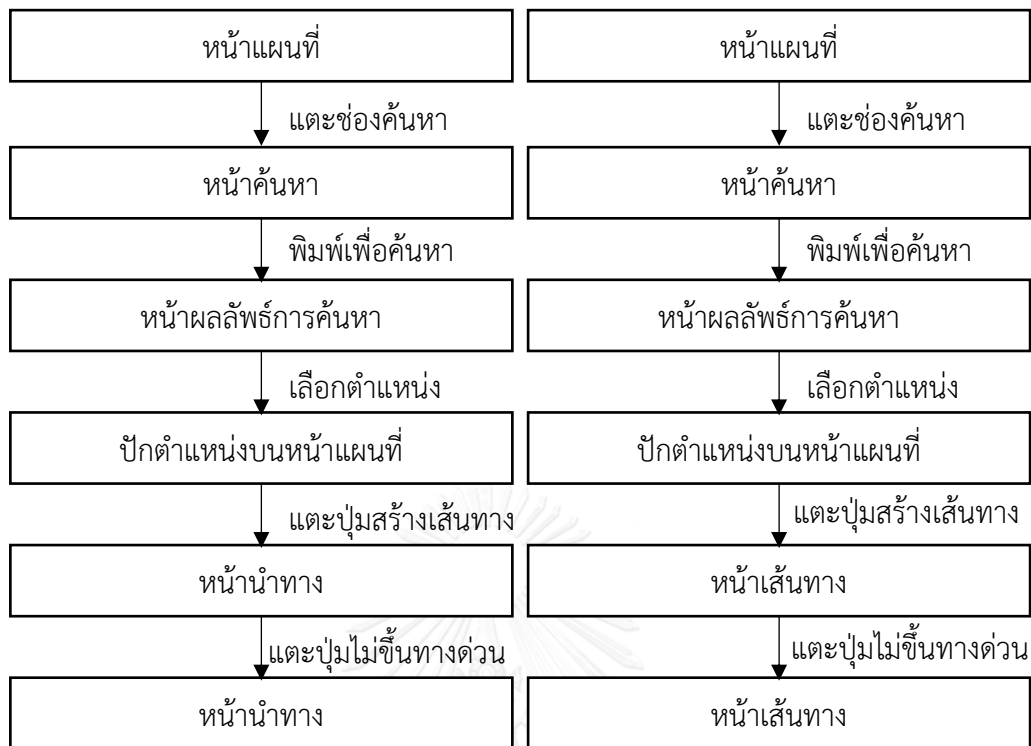 หน้าแผนที่
แตะช่องค้นหา
หน้าค้นหา
พิมพ์เพื่อค้นหา
หน้าผลลัพธ์การค้นหา
เลือกตำแหน่ง
ปักตำแหน่งบนหน้าแผนที่
แตะปุ่มสร้างเส้นทาง
หน้านำทาง
แตะปุ่มไม่ขึ้นทางด่วน
หน้านำทาง
หน้าแผนที่
แตะช่องค้นหา
หน้าค้นหา
พิมพ์เพื่อค้นหา
หน้าผลลัพธ์การค้นหา
เลือกตำแหน่ง
ปักตำแหน่งบนหน้าแผนที่
แตะปุ่มสร้างเส้นทาง
หน้าเส้นทาง
แตะปุ่มไม่ขึ้นทางด่วน
หน้าเส้นทาง